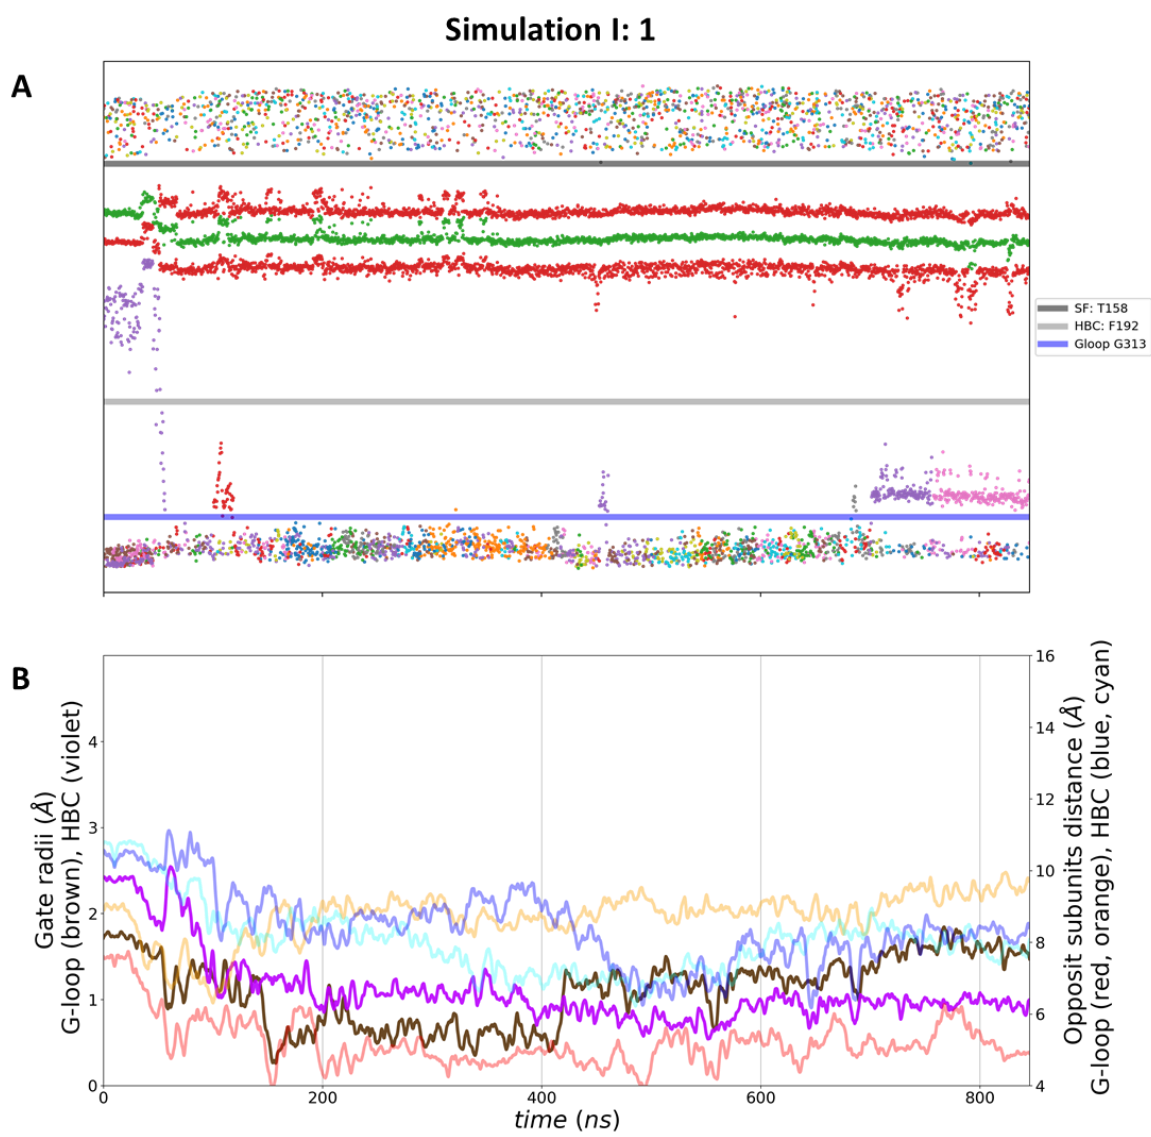 Simulation I: 1
A
SF: T158
HBC: F192
Gloop G313
B
Gate radii (Å)
G-loop (brown), HBC (violet)
4
3
2
1
0
16
14
12
10
8
6
4
Opposit subunits distance (Å)
G-loop (red, orange), HBC (blue, cyan)
0
200
400
600
800
time (ns)